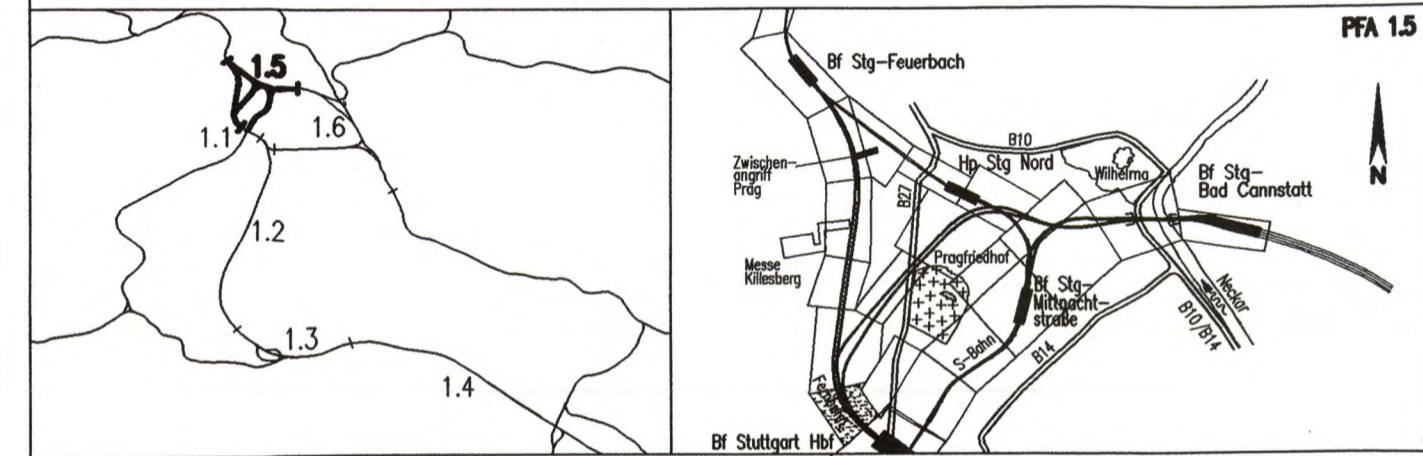 1.5
1.1
1.6
1.2
1.3
1.4
PFA 1.5
Bf Stg-Feuerbach
N
B10
Zwischen-
angriff
Prag
Hp Stg Nord
Wilhelma
Bf Stg-
Bad Cannstatt
B27
Messe
Killesberg
Pragfriedhof
Bf Stg-
Mittnacht-
straße
Neckar
B10/B14
S-Bahn
B14
Bf Stuttgart Hbf